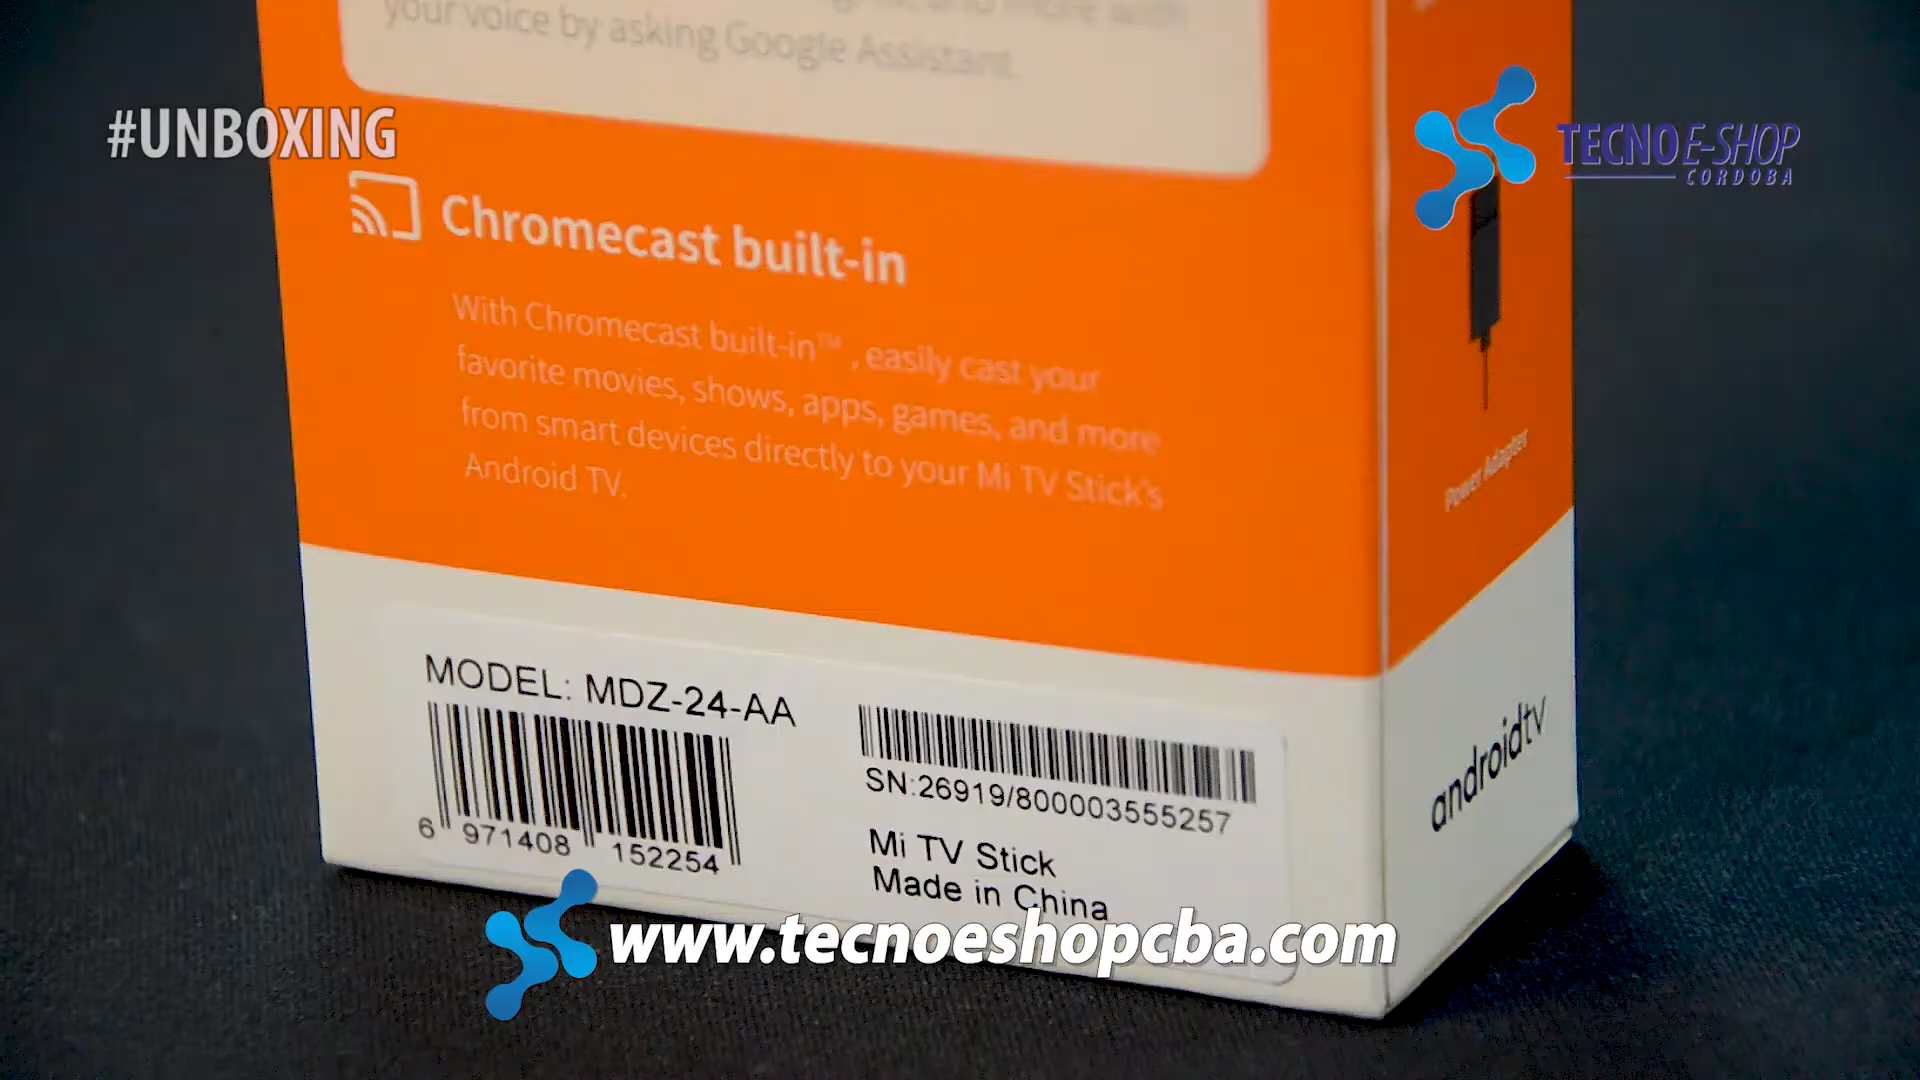 and more with
your voice by asking Google Assistant.
#UNBOXING
TECNO E-SHOP
CORDOBA
Chromecast built-in
With Chromecast built-in™, easily cast your
favorite movies, shows, apps, games, and more
from smart devices directly to your Mi TV Stick's
Android TV.
Power Adapter
MODEL: MDZ-24-AA
6 971408 152254
SN:26919/800003555257
Mi TV Stick
Made in China
androidtv
www.tecnoeshopcba.com